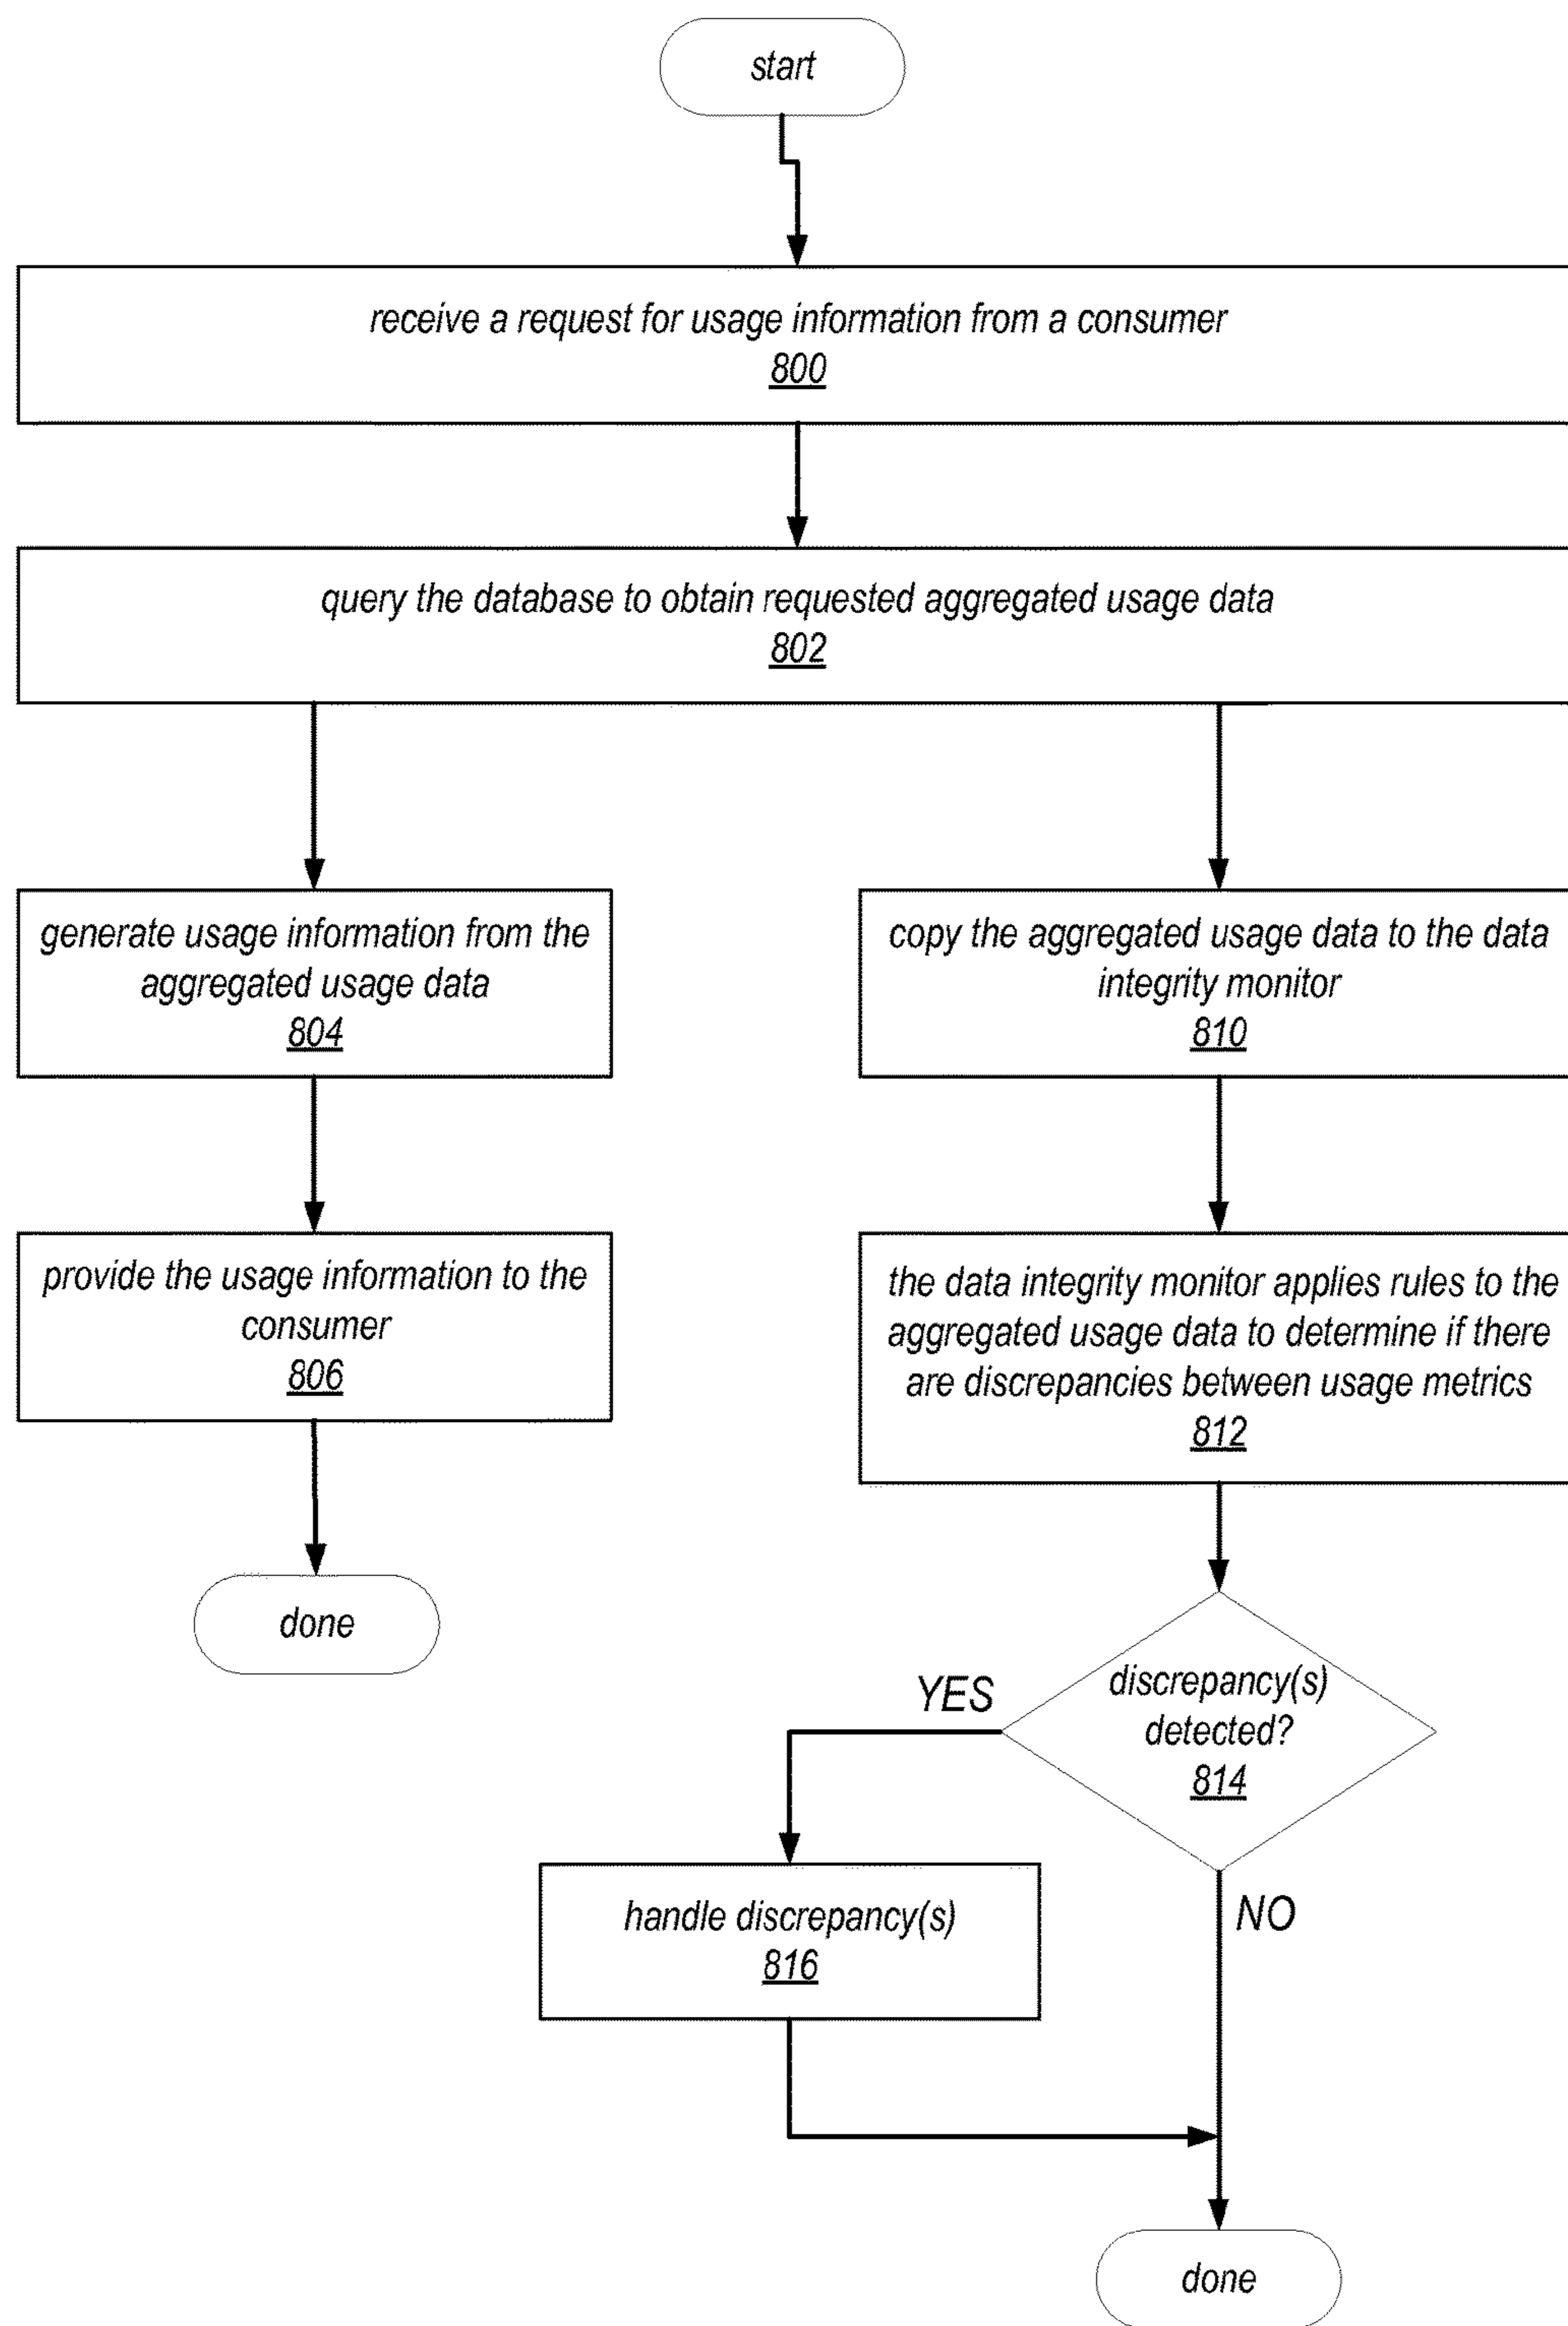 start
receive a request for usage information from a consumer
800
query the database to obtain requested aggregated usage data
802
generate usage information from the
aggregated usage data
804
copy the aggregated usage data to the data
integrity monitor
810
provide the usage information to the
consumer
806
the data integrity monitor applies rules to the
aggregated usage data to determine if there
are discrepancies between usage metrics
812
done
discrepancy(s)
detected?
814
YES
NO
handle discrepancy(s)
816
done